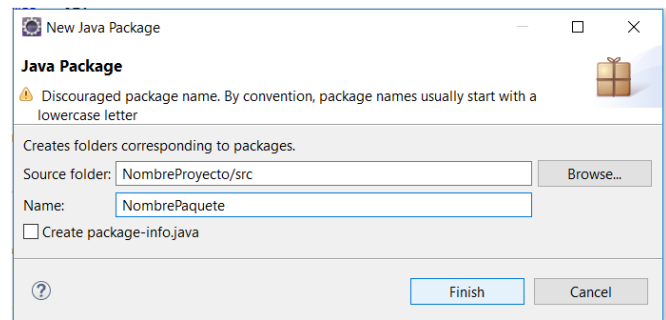 New Java Package
Java Package
Discouraged package name. By convention, package names usually start with a
lowercase letter
Creates folders corresponding to packages.
Source folder: NombreProyecto/src Browse...
Name: NombrePaquete
Create package-info.java
? Finish Cancel